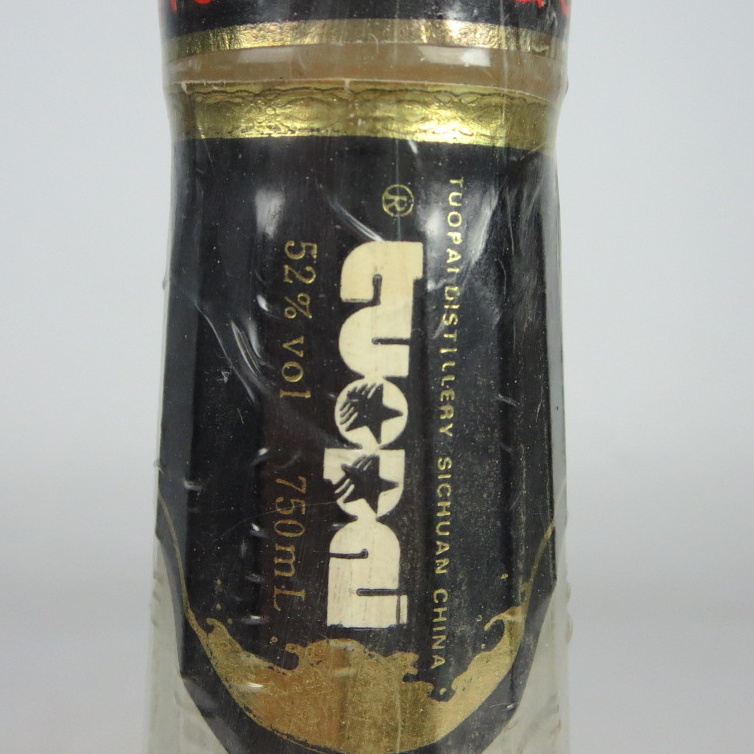 TUOPAI DISTILLERY SICHUAN CHINA
® TUOPAI
52% vol 750mL